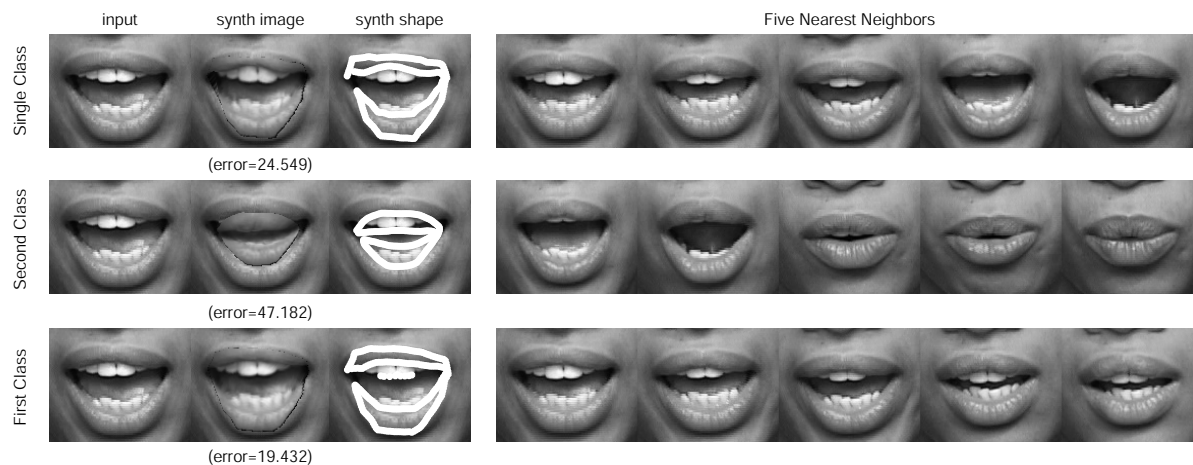 input synth image synth shape Five Nearest Neighbors
Single Class
(error=24.549)
Second Class
(error=47.182)
First Class
(error=19.432)